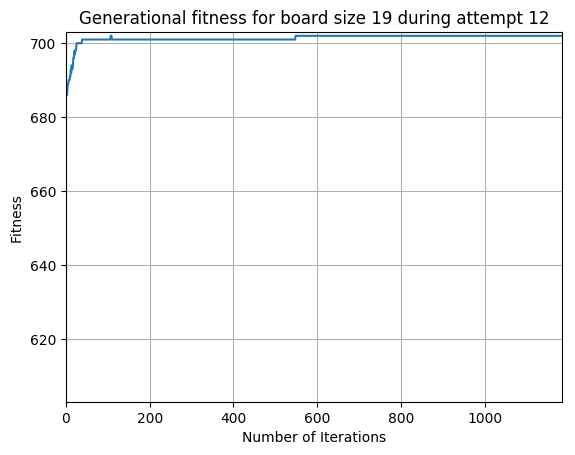 Generational fitness for board size 19 during attempt 12
700
680
660
640
620
Fitness
0 200 400 600 800 1000
Number of Iterations